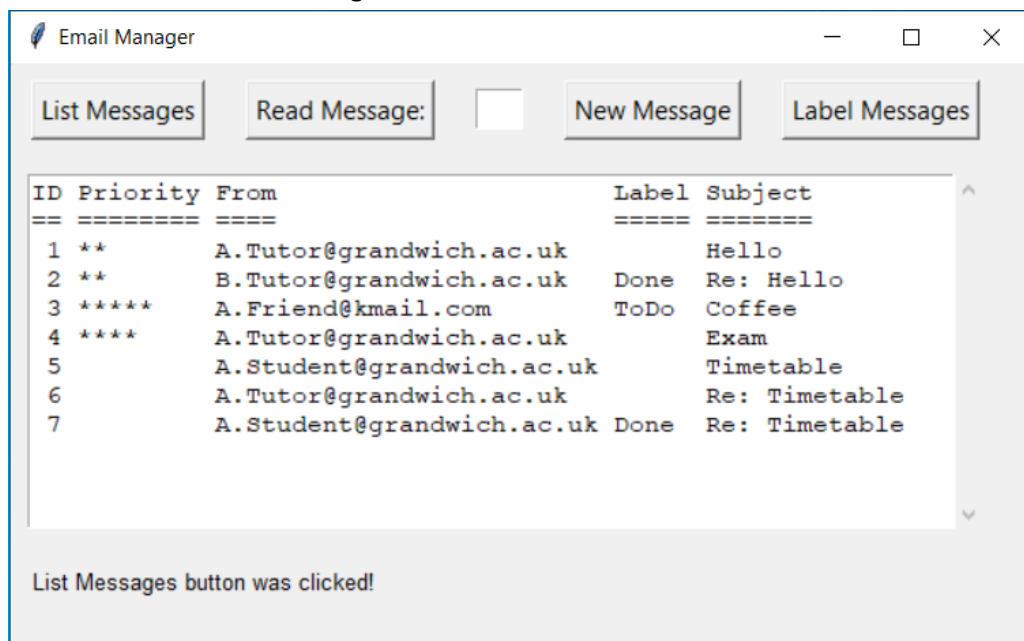 Email Manager
List Messages Read Message: New Message Label Messages
ID Priority From                      Label Subject
== ======== ====                      ===== =======
 1 **       A.Tutor@grandwich.ac.uk         Hello
 2 **       B.Tutor@grandwich.ac.uk   Done  Re: Hello
 3 *****    A.Friend@kmail.com        ToDo  Coffee
 4 ****     A.Tutor@grandwich.ac.uk         Exam
 5          A.Student@grandwich.ac.uk       Timetable
 6          A.Tutor@grandwich.ac.uk         Re: Timetable
 7          A.Student@grandwich.ac.uk Done  Re: Timetable
List Messages button was clicked!